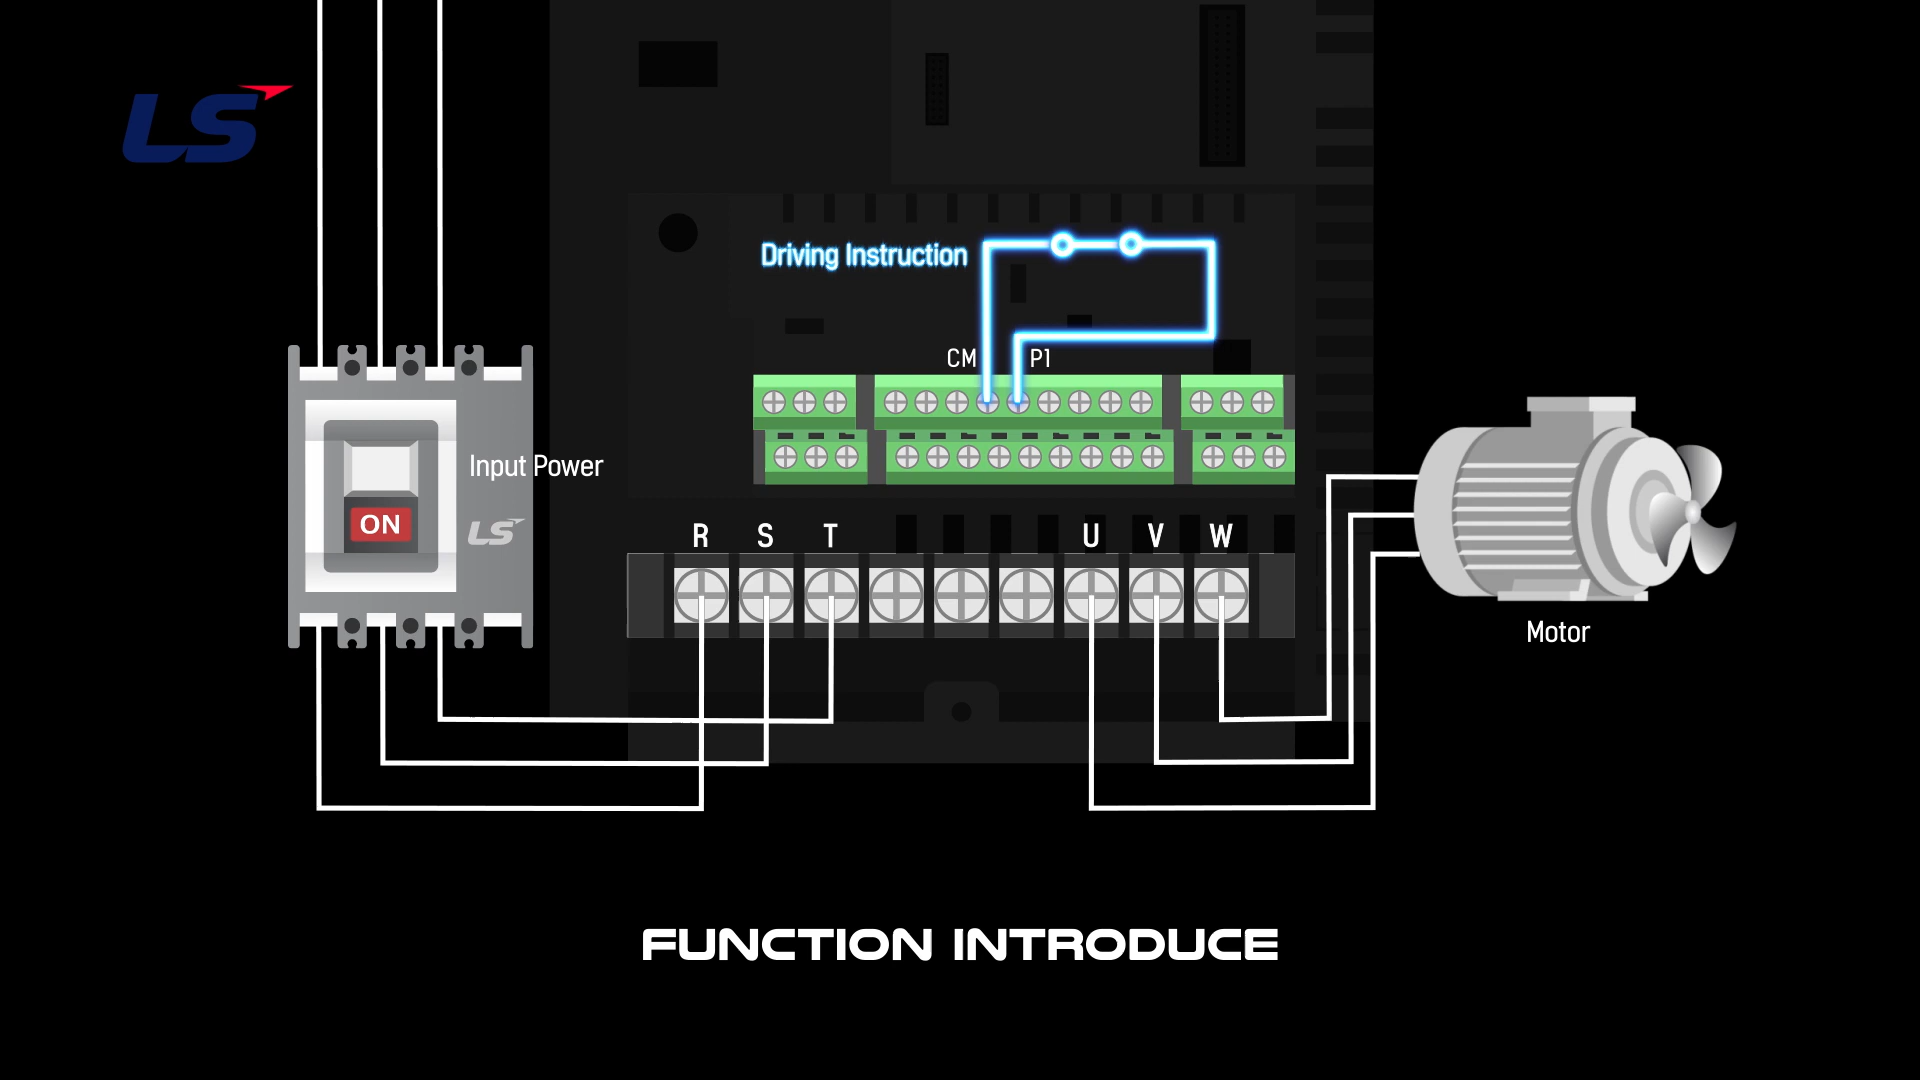 LS
Driving Instruction
CM P1
Input Power
ON
LS
R S T U V W
Motor
FUNCTION INTRODUCE